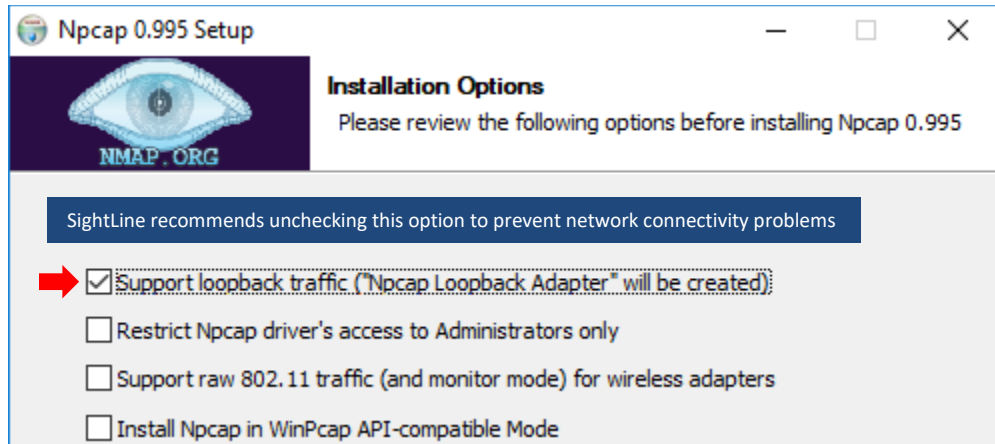 Npcap 0.995 Setup
NMAP.ORG
Installation Options
Please review the following options before installing Npcap 0.995
SightLine recommends unchecking this option to prevent network connectivity problems
Support loopback traffic ("Npcap Loopback Adapter" will be created)
Restrict Npcap driver's access to Administrators only
Support raw 802.11 traffic (and monitor mode) for wireless adapters
Install Npcap in WinPcap API-compatible Mode